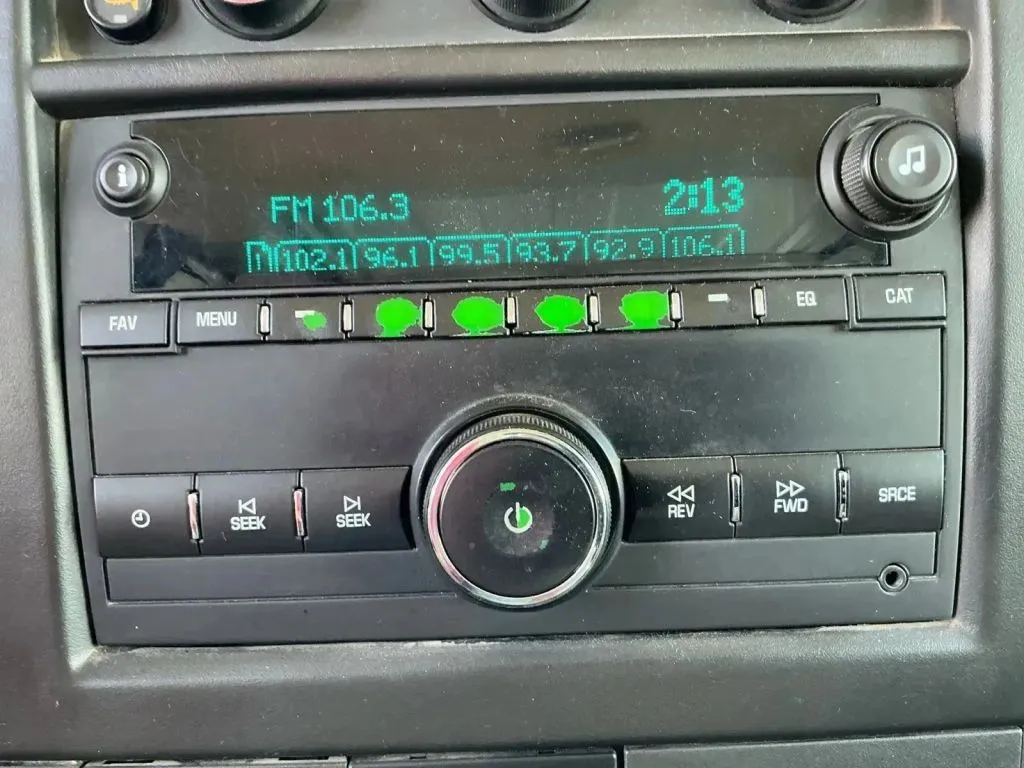 FM 106.3 2:13
102.1 96.1 99.5 93.7 92.9 106.1
FAV MENU EQ CAT
SEEK SEEK REV FWD SRCE